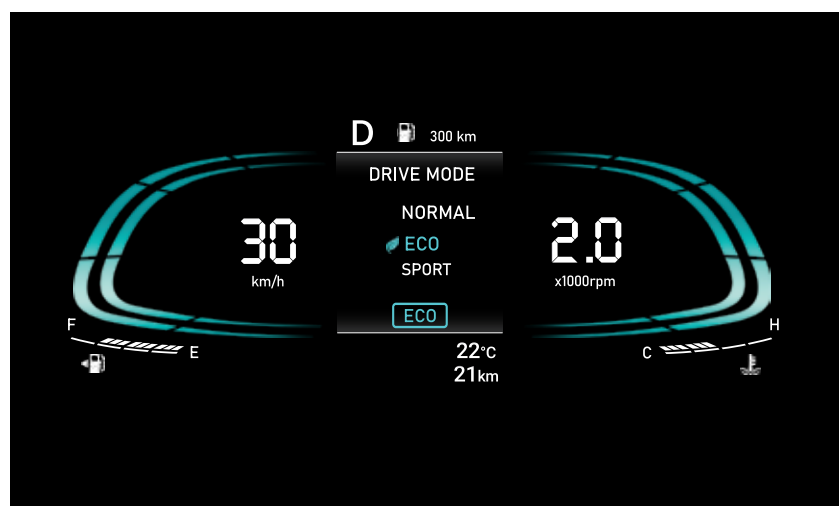 D 300 km
DRIVE MODE
NORMAL
ECO
SPORT
ECO
30
km/h
2.0
x1000rpm
F
E
C
H
22°C
21km